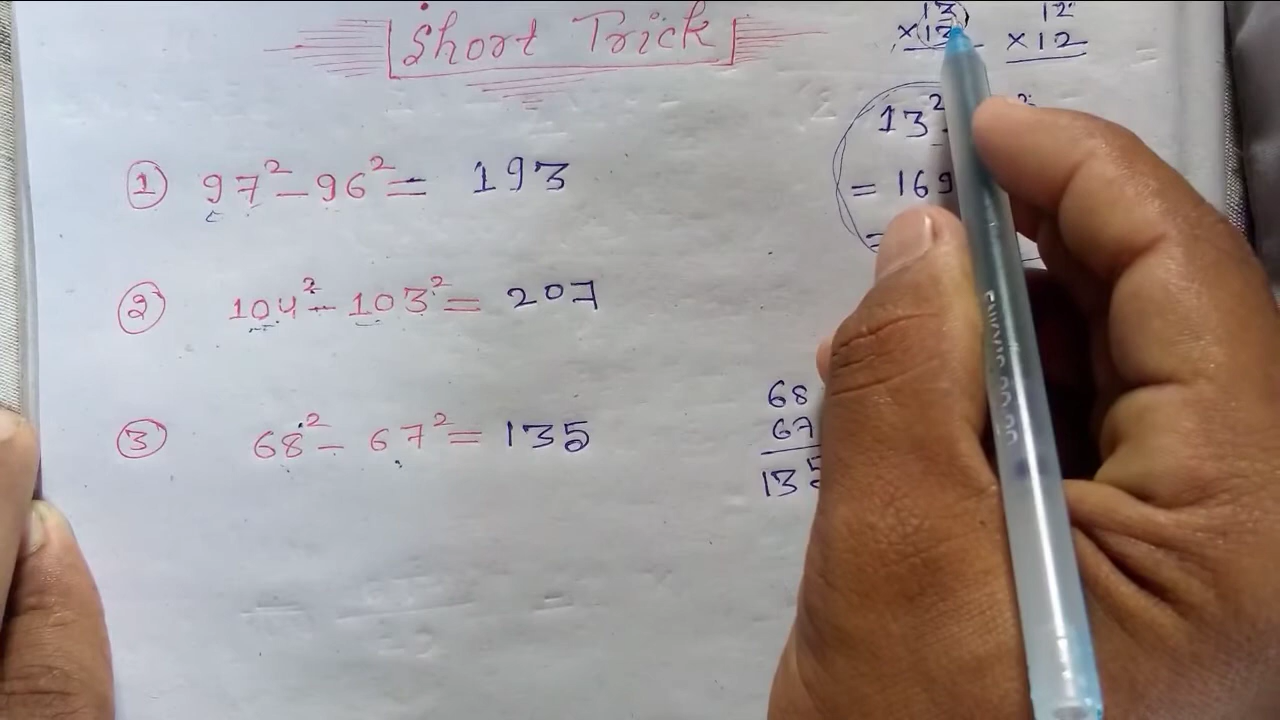 Short Trick
① 97² - 96² = 193
② 104² - 103² = 207
③ 68² - 67² = 135
13
12
× 12
13²
= 169
=
68
67
135